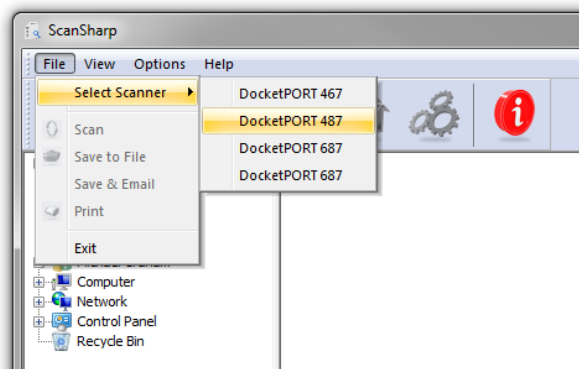 ScanSharp
File View Options Help
Select Scanner
DocketPORT 467
DocketPORT 487
DocketPORT 687
DocketPORT 687
Scan
Save to File
Save & Email
Print
Exit
Computer
Network
Control Panel
Recycle Bin